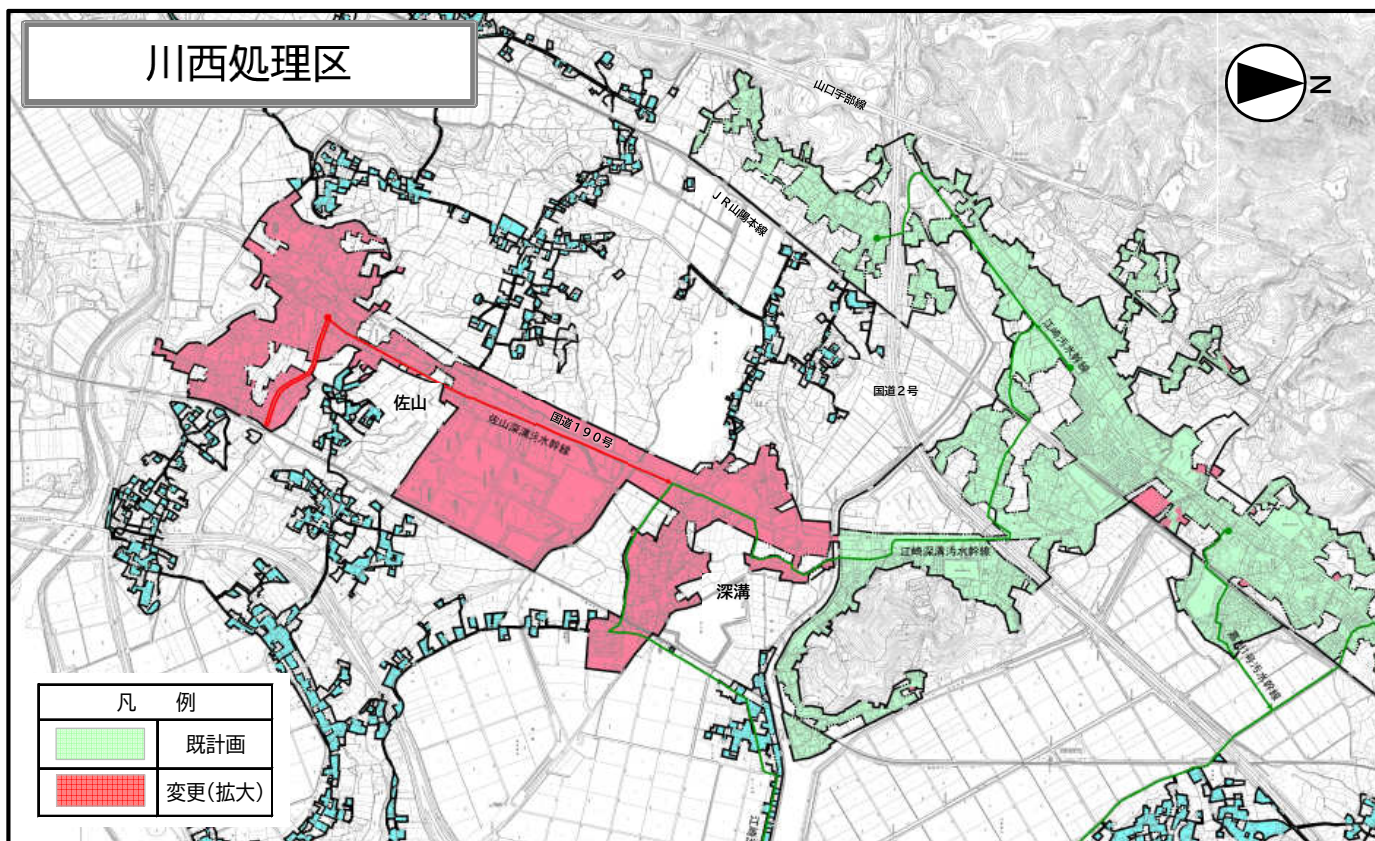 川西処理区
N
山口宇部線
JR山陽本線
国道2号
江崎汚水幹線
佐山
国道190号
佐山深溝汚水幹線
江崎深溝汚水幹線
深溝
凡 例
既計画
変更(拡大)